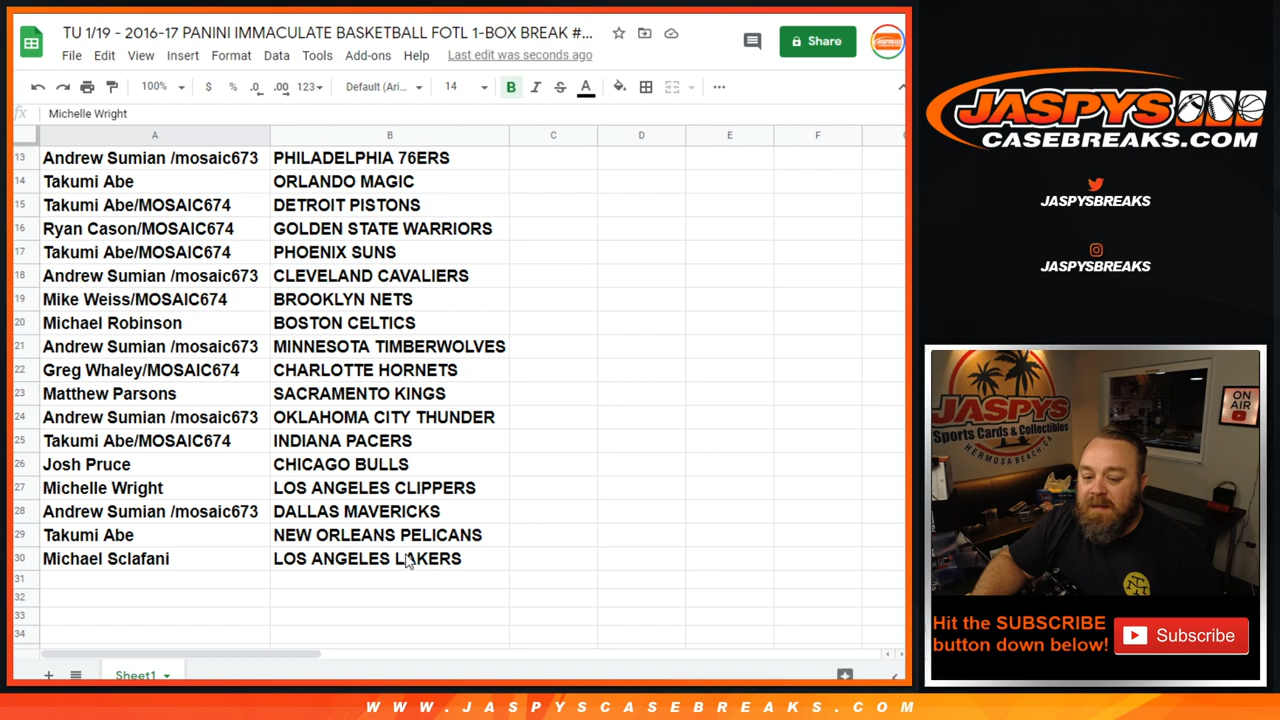 TU 1/19 - 2016-17 PANINI IMMACULATE BASKETBALL FOTL 1-BOX BREAK #...
Share
File Edit View Insert Format Data Tools Add-ons Help Last edit was seconds ago
100% $ % .0 .00 123 Default (Ari... 14 B I S A
fx Michelle Wright
A B C D E F
13 Andrew Sumian /mosaic673 PHILADELPHIA 76ERS
14 Takumi Abe ORLANDO MAGIC
15 Takumi Abe/MOSAIC674 DETROIT PISTONS
16 Ryan Cason/MOSAIC674 GOLDEN STATE WARRIORS
17 Takumi Abe/MOSAIC674 PHOENIX SUNS
18 Andrew Sumian /mosaic673 CLEVELAND CAVALIERS
19 Mike Weiss/MOSAIC674 BROOKLYN NETS
20 Michael Robinson BOSTON CELTICS
21 Andrew Sumian /mosaic673 MINNESOTA TIMBERWOLVES
22 Greg Whaley/MOSAIC674 CHARLOTTE HORNETS
23 Matthew Parsons SACRAMENTO KINGS
24 Andrew Sumian /mosaic673 OKLAHOMA CITY THUNDER
25 Takumi Abe/MOSAIC674 INDIANA PACERS
26 Josh Pruce CHICAGO BULLS
27 Michelle Wright LOS ANGELES CLIPPERS
28 Andrew Sumian /mosaic673 DALLAS MAVERICKS
29 Takumi Abe NEW ORLEANS PELICANS
30 Michael Sclafani LOS ANGELES LAKERS
31
32
33
34
Sheet1
JASPYS
CASEBREAKS.COM
JASPYSBREAKS
JASPYSBREAKS
JASPYS
Sports Cards & Collectibles
HERMOSA BEACH, CA
ON
AIR
Hit the SUBSCRIBE
button down below!
Subscribe
WWW.JASPYSCASEBREAKS.COM